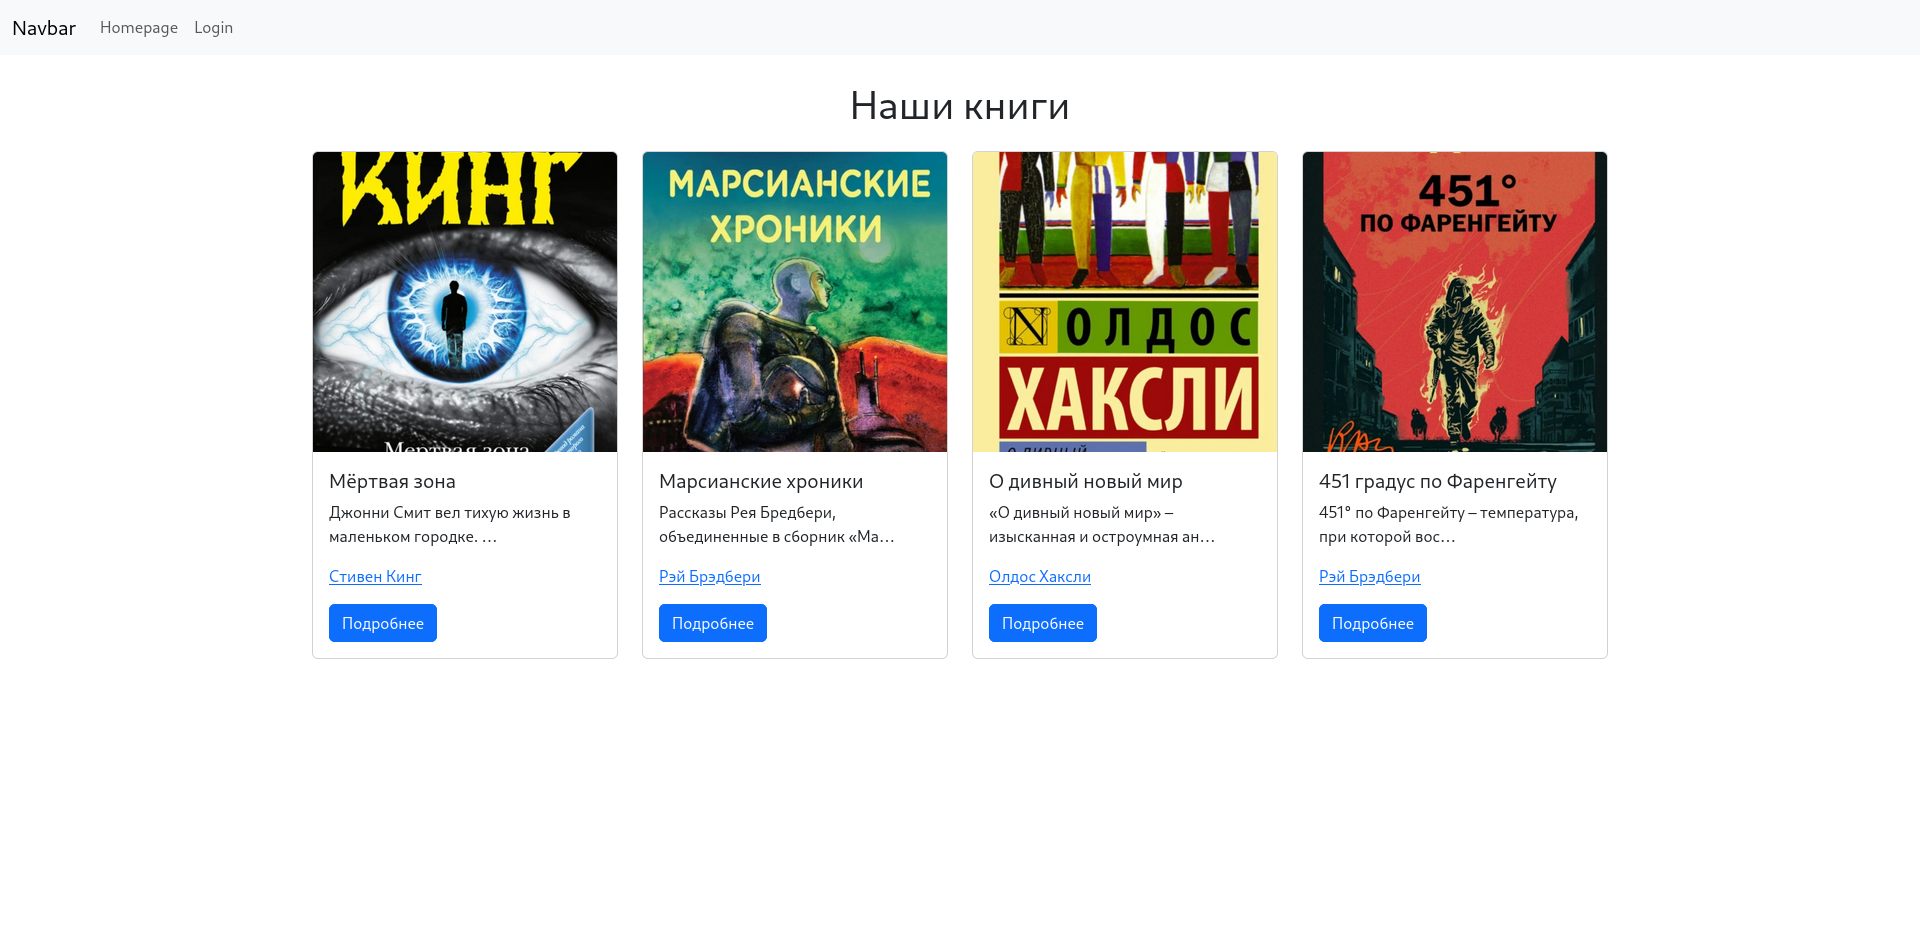 Navbar Homepage Login
Наши книги
КИНГ
Мертвая зона
МАРСИАНСКИЕ
ХРОНИКИ
N ОЛДОС
ХАКСЛИ
О ДИВНЫЙ
451°
ПО ФАРЕНГЕЙТУ
Мёртвая зона
Джонни Смит вел тихую жизнь в
маленьком городке. ...
Стивен Кинг
Подробнее
Марсианские хроники
Рассказы Рея Бредбери,
объединенные в сборник «Ма...
Рэй Брэдбери
Подробнее
О дивный новый мир
«О дивный новый мир» –
изысканная и остроумная ан...
Олдос Хаксли
Подробнее
451 градус по Фаренгейту
451° по Фаренгейту – температура,
при которой вос...
Рэй Брэдбери
Подробнее